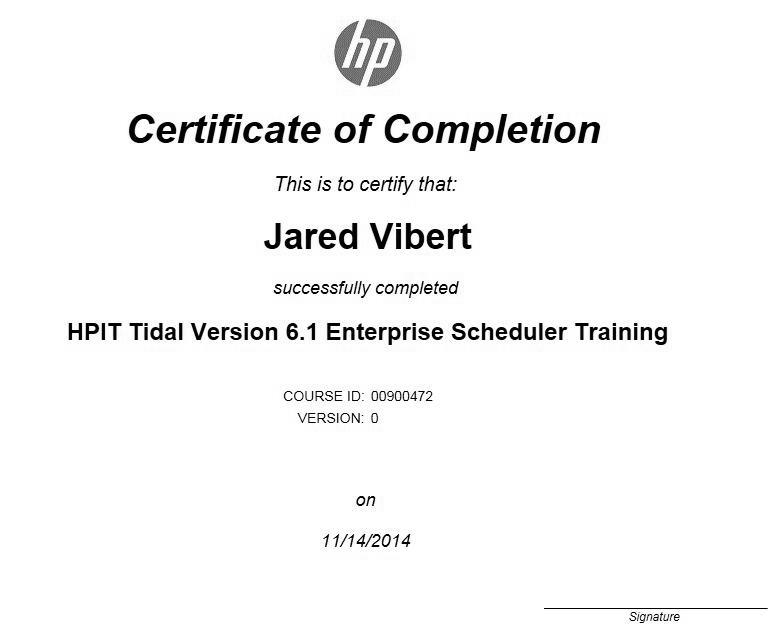 hp
Certificate of Completion
This is to certify that:
Jared Vibert
successfully completed
HPIT Tidal Version 6.1 Enterprise Scheduler Training
COURSE ID: 00900472
VERSION: 0
on
11/14/2014
Signature